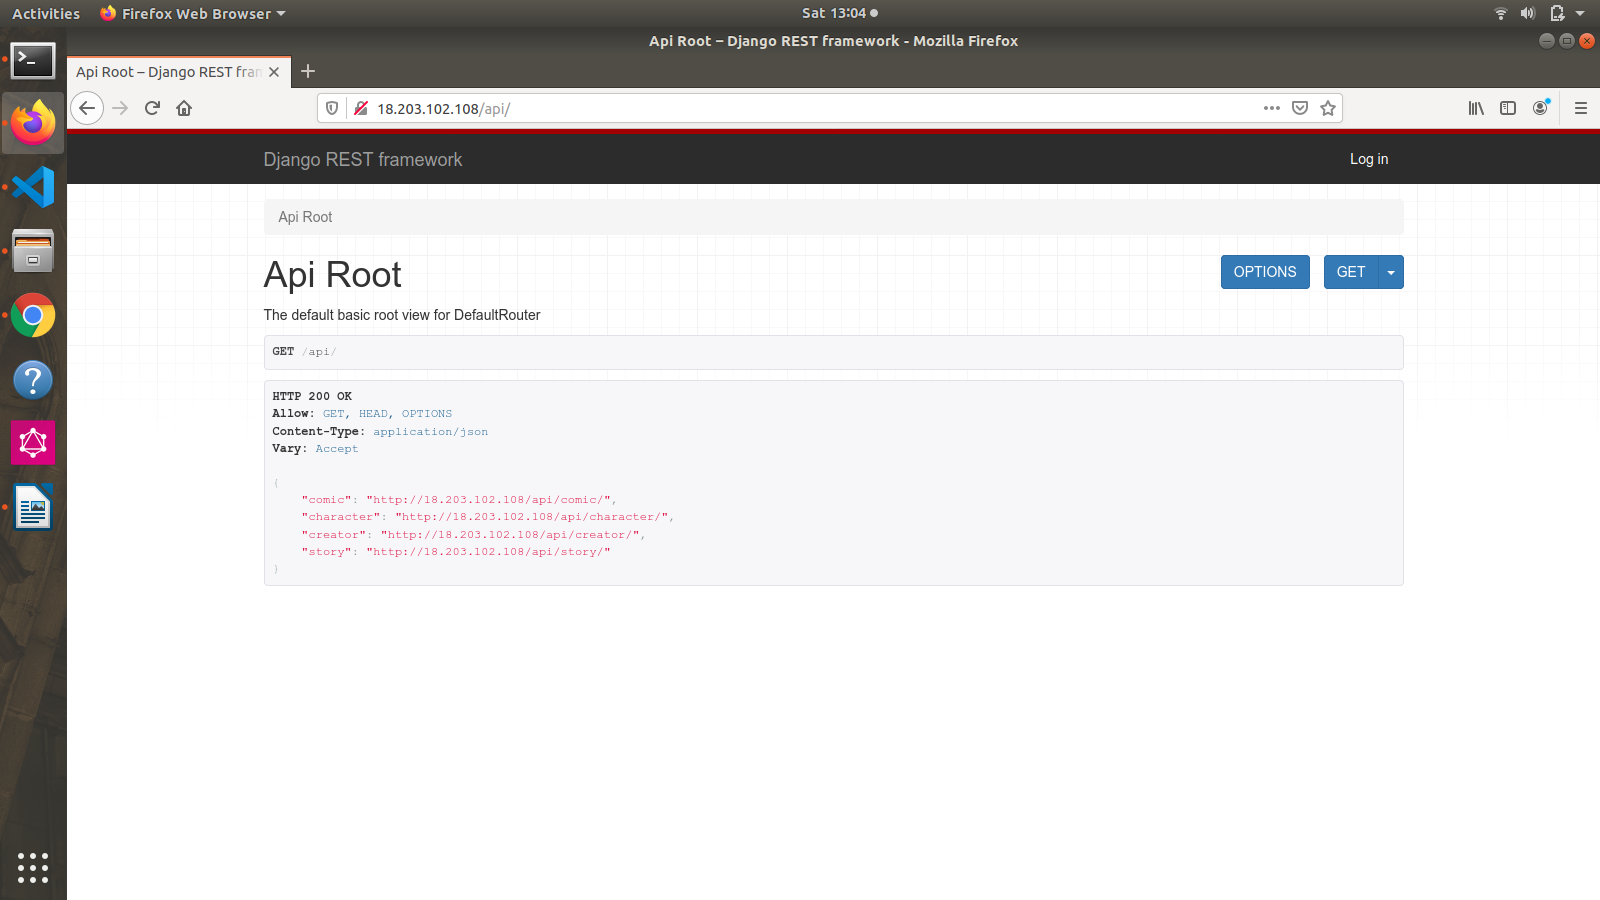 Activities
Firefox Web Browser
Sat 13:04
Api Root – Django REST framework - Mozilla Firefox
Api Root – Django REST fran
18.203.102.108/api/
Django REST framework
Log in
Api Root
Api Root
OPTIONS
GET
The default basic root view for DefaultRouter
GET /api/
HTTP 200 OK
Allow: GET, HEAD, OPTIONS
Content-Type: application/json
Vary: Accept
{
"comic": "http://18.203.102.108/api/comic/",
"character": "http://18.203.102.108/api/character/",
"creator": "http://18.203.102.108/api/creator/",
"story": "http://18.203.102.108/api/story/"
}